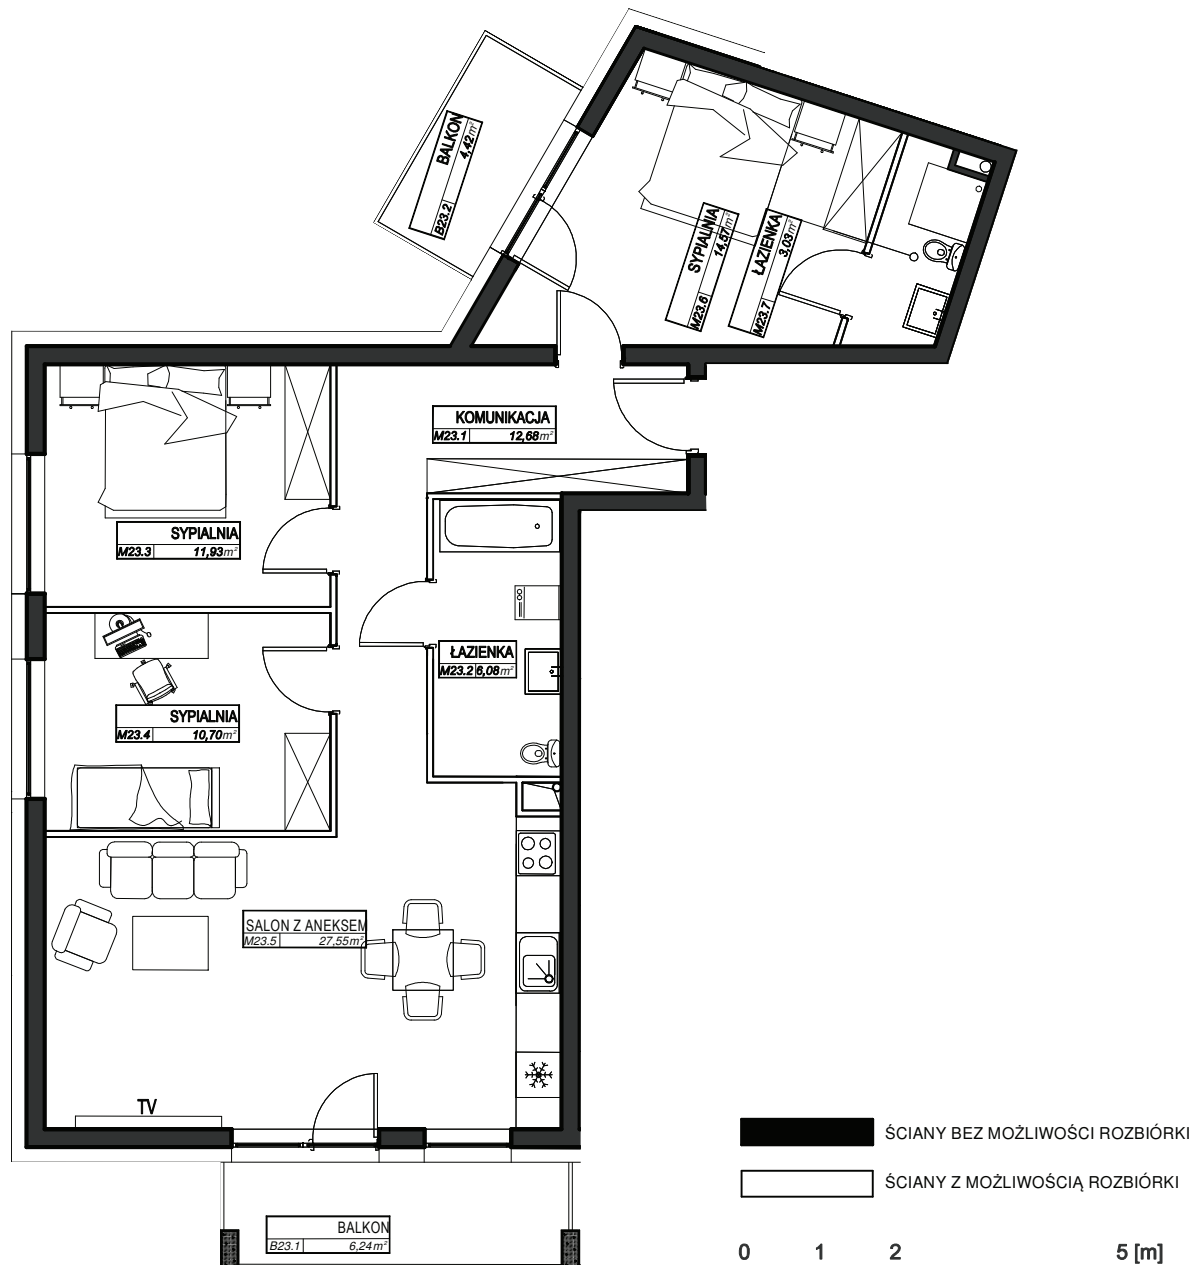 BALKON
B23.2 4,42m²
SYPIALNIA
M23.6 14,57m²
ŁAZIENKA
M23.7 3,03m²
KOMUNIKACJA
M23.1 12,68m²
SYPIALNIA
M23.3 11,93m²
ŁAZIENKA
M23.2 6,08m²
SYPIALNIA
M23.4 10,70m²
SALON Z ANEKSEM
M23.5 27,55m²
TV
ŚCIANY BEZ MOŻLIWOŚCI ROZBIÓRKI
ŚCIANY Z MOŻLIWOŚCIĄ ROZBIÓRKI
BALKON
B23.1 6,24m²
0 1 2 5 [m]